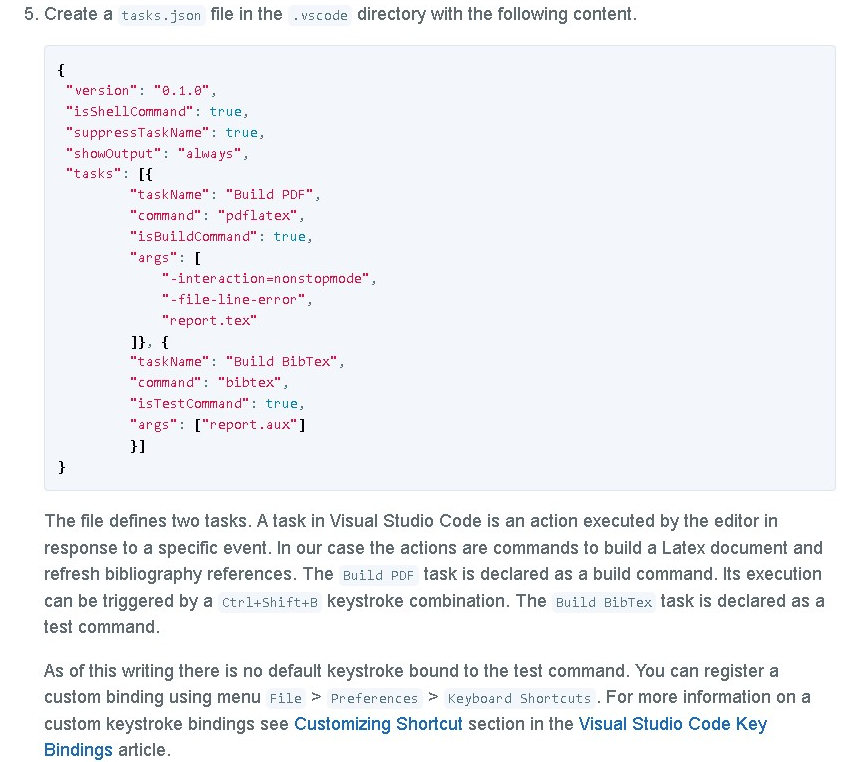 5. Create a tasks.json file in the .vscode directory with the following content.
{
 "version": "0.1.0",
 "isShellCommand": true,
 "suppressTaskName": true,
 "showOutput": "always",
 "tasks": [{
         "taskName": "Build PDF",
         "command": "pdflatex",
         "isBuildCommand": true,
         "args": [
             "-interaction=nonstopmode",
             "-file-line-error",
             "report.tex"
         ]}, {
         "taskName": "Build BibTex",
         "command": "bibtex",
         "isTestCommand": true,
         "args": ["report.aux"]
         }]
}
The file defines two tasks. A task in Visual Studio Code is an action executed by the editor in
response to a specific event. In our case the actions are commands to build a Latex document and
refresh bibliography references. The Build PDF task is declared as a build command. Its execution
can be triggered by a Ctrl+Shift+B keystroke combination. The Build BibTex task is declared as a
test command.
As of this writing there is no default keystroke bound to the test command. You can register a
custom binding using menu File > Preferences > Keyboard Shortcuts. For more information on a
custom keystroke bindings see Customizing Shortcut section in the Visual Studio Code Key
Bindings article.